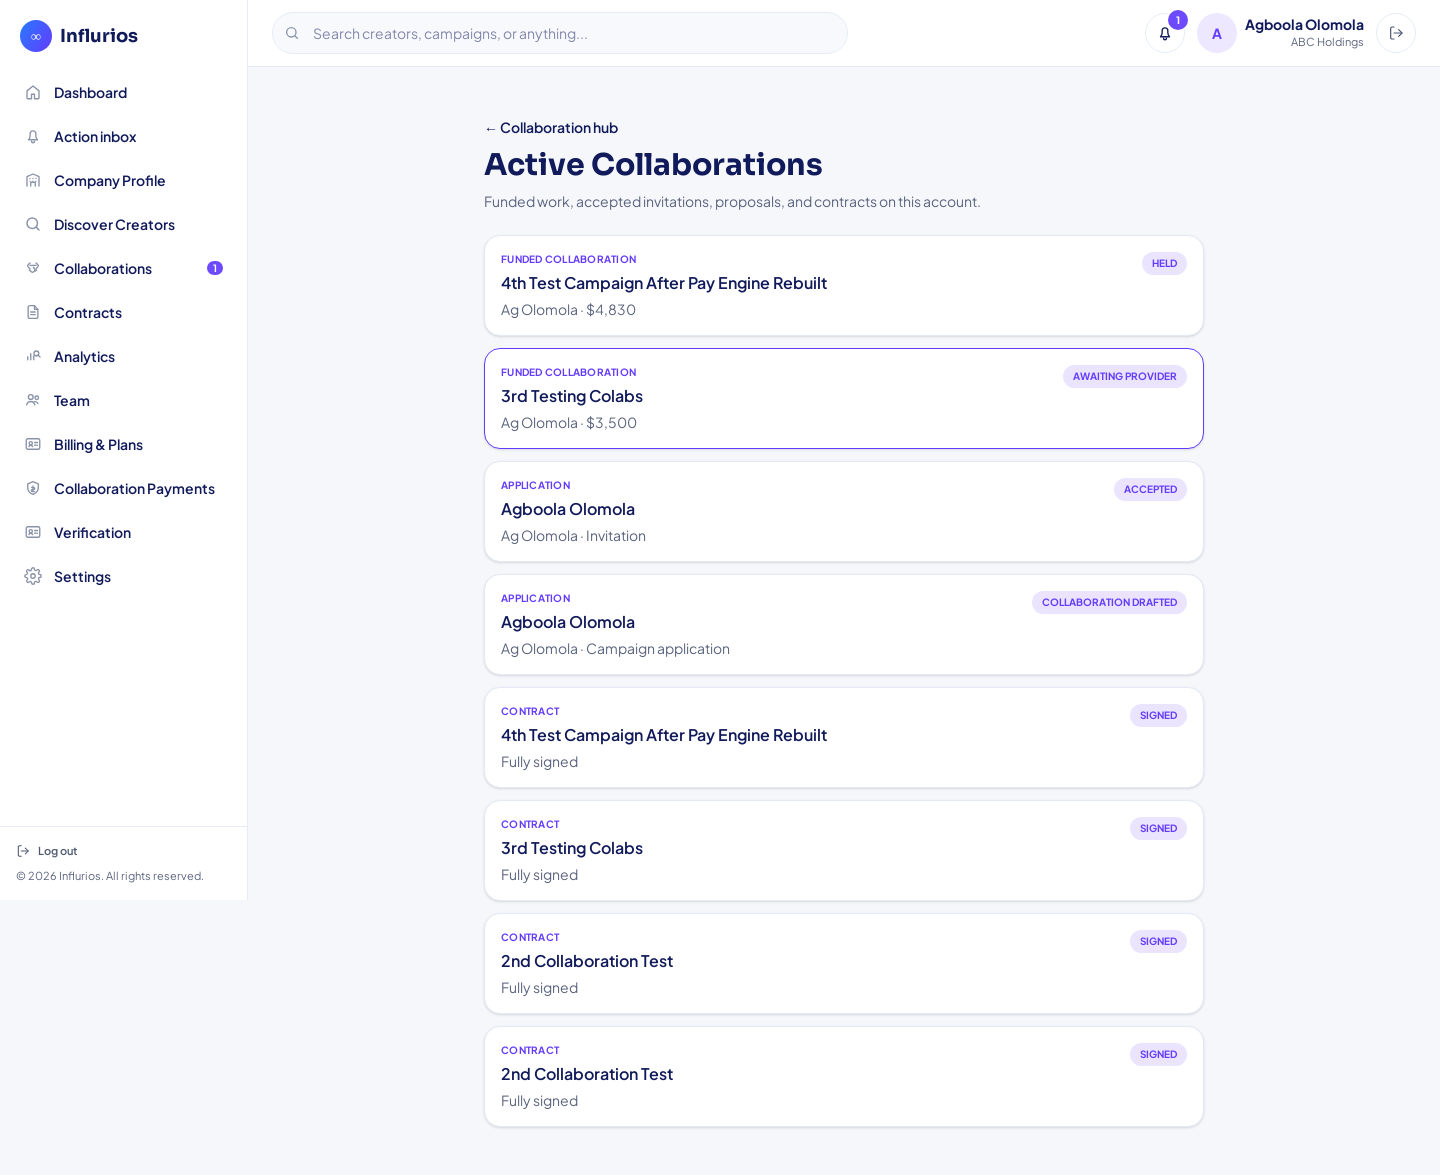 ∞ Influrios
Dashboard
Action inbox
Company Profile
Discover Creators
Collaborations 1
Contracts
Analytics
Team
Billing & Plans
Collaboration Payments
Verification
Settings
Log out
© 2026 Influrios. All rights reserved.
Search creators, campaigns, or anything...
1
A
Agboola Olomola
ABC Holdings
← Collaboration hub
Active Collaborations
Funded work, accepted invitations, proposals, and contracts on this account.
FUNDED COLLABORATION
HELD
4th Test Campaign After Pay Engine Rebuilt
Ag Olomola · $4,830
FUNDED COLLABORATION
AWAITING PROVIDER
3rd Testing Colabs
Ag Olomola · $3,500
APPLICATION
ACCEPTED
Agboola Olomola
Ag Olomola · Invitation
APPLICATION
COLLABORATION DRAFTED
Agboola Olomola
Ag Olomola · Campaign application
CONTRACT
SIGNED
4th Test Campaign After Pay Engine Rebuilt
Fully signed
CONTRACT
SIGNED
3rd Testing Colabs
Fully signed
CONTRACT
SIGNED
2nd Collaboration Test
Fully signed
CONTRACT
SIGNED
2nd Collaboration Test
Fully signed